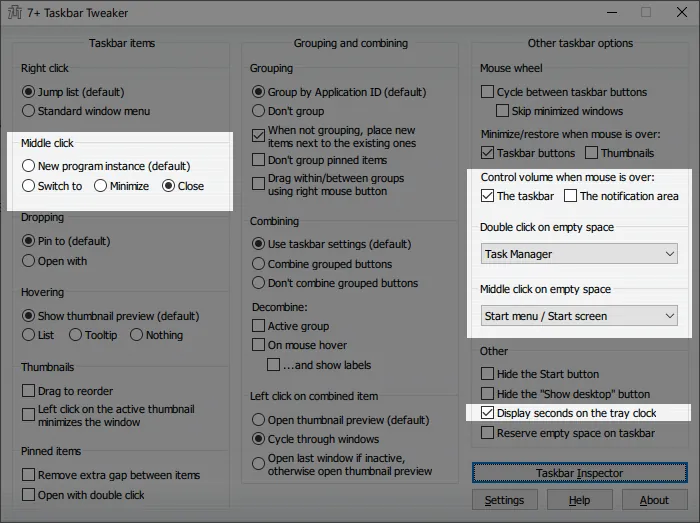 7+ Taskbar Tweaker
Taskbar items
Right click
Jump list (default)
Standard window menu
Middle click
New program instance (default)
Switch to
Minimize
Close
Dropping
Pin to (default)
Open with
Hovering
Show thumbnail preview (default)
List
Tooltip
Nothing
Thumbnails
Drag to reorder
Left click on the active thumbnail
minimizes the window
Pinned items
Remove extra gap between items
Open with double click
Grouping and combining
Grouping
Group by Application ID (default)
Don't group
When not grouping, place new
items next to the existing ones
Don't group pinned items
Drag within/between groups
using right mouse button
Combining
Use taskbar settings (default)
Combine grouped buttons
Don't combine grouped buttons
Decombine:
Active group
On mouse hover
...and show labels
Left click on combined item
Open thumbnail preview (default)
Cycle through windows
Open last window if inactive,
otherwise open thumbnail preview
Other taskbar options
Mouse wheel
Cycle between taskbar buttons
Skip minimized windows
Minimize/restore when mouse is over:
Taskbar buttons
Thumbnails
Control volume when mouse is over:
The taskbar
The notification area
Double click on empty space
Task Manager
Middle click on empty space
Start menu / Start screen
Other
Hide the Start button
Hide the "Show desktop" button
Display seconds on the tray clock
Reserve empty space on taskbar
Taskbar Inspector
Settings
Help
About